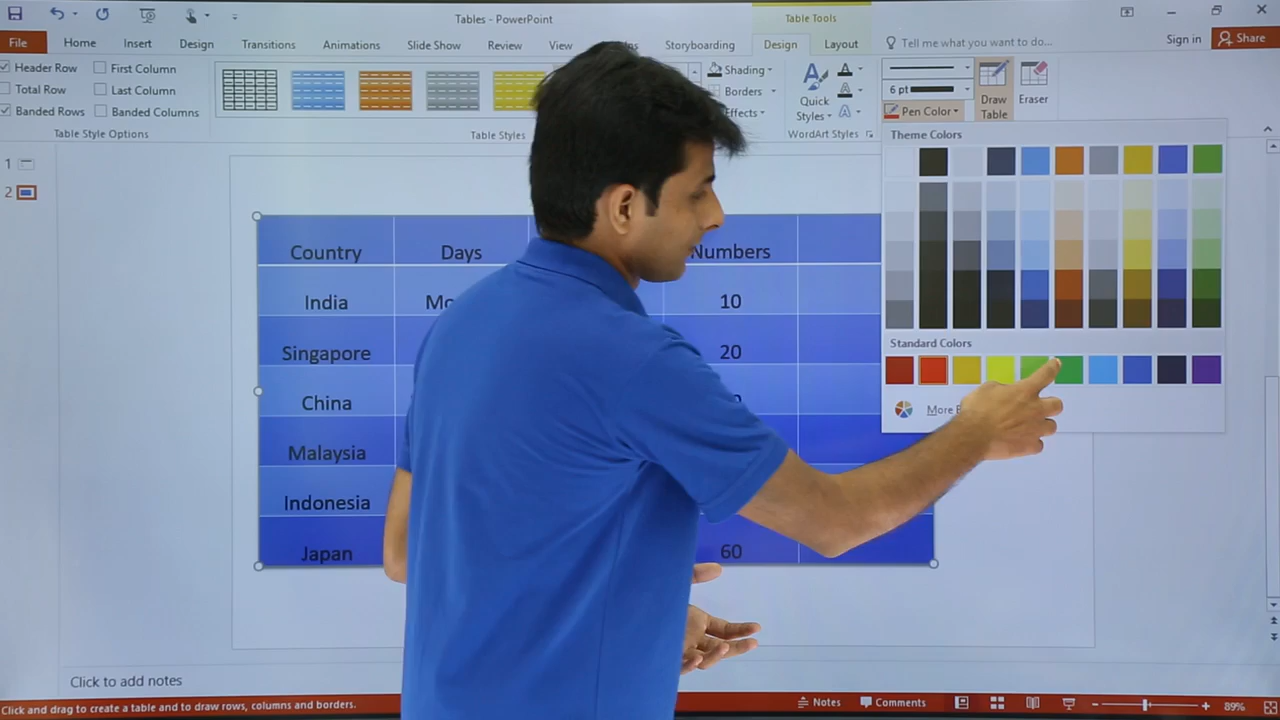 Tables - PowerPoint
Table Tools
File Home Insert Design Transitions Animations Slide Show Review View Storyboarding Design Layout Tell me what you want to do... Sign in Share
Header Row First Column
Total Row Last Column
Banded Rows Banded Columns
Table Style Options
Table Styles
Shading
Borders
Quick
Styles
WordArt Styles
6 pt
Pen Color
Draw
Table
Eraser
Theme Colors
Standard Colors
More
1
2
Country Days Numbers
India 10
Singapore 20
China
Malaysia
Indonesia
Japan 60
Click to add notes
Click and drag to create a table and to draw rows, columns and borders.
Notes Comments 89%